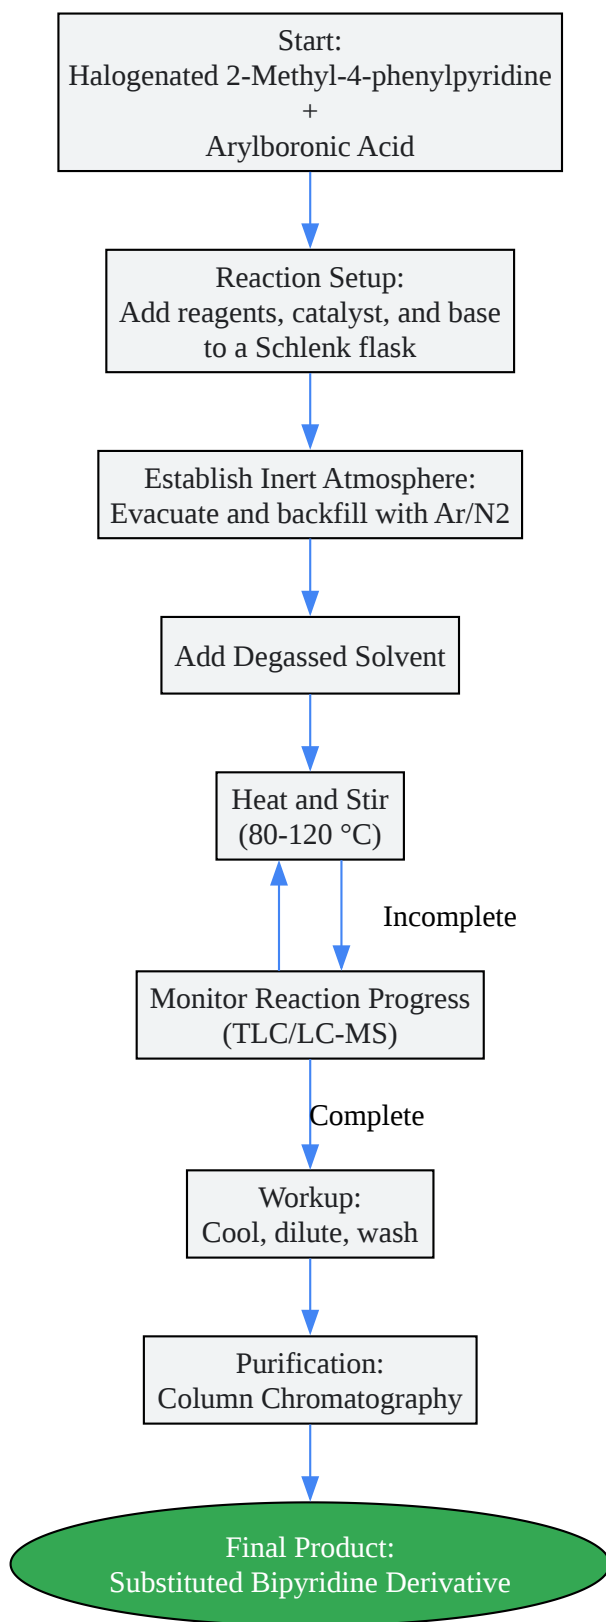 Start:
Halogenated 2-Methyl-4-phenylpyridine
+
Arylboronic Acid
Reaction Setup:
Add reagents, catalyst, and base
to a Schlenk flask
Establish Inert Atmosphere:
Evacuate and backfill with Ar/N2
Add Degassed Solvent
Heat and Stir
(80-120 °C)
Incomplete
Monitor Reaction Progress
(TLC/LC-MS)
Complete
Workup:
Cool, dilute, wash
Purification:
Column Chromatography
Final Product:
Substituted Bipyridine Derivative